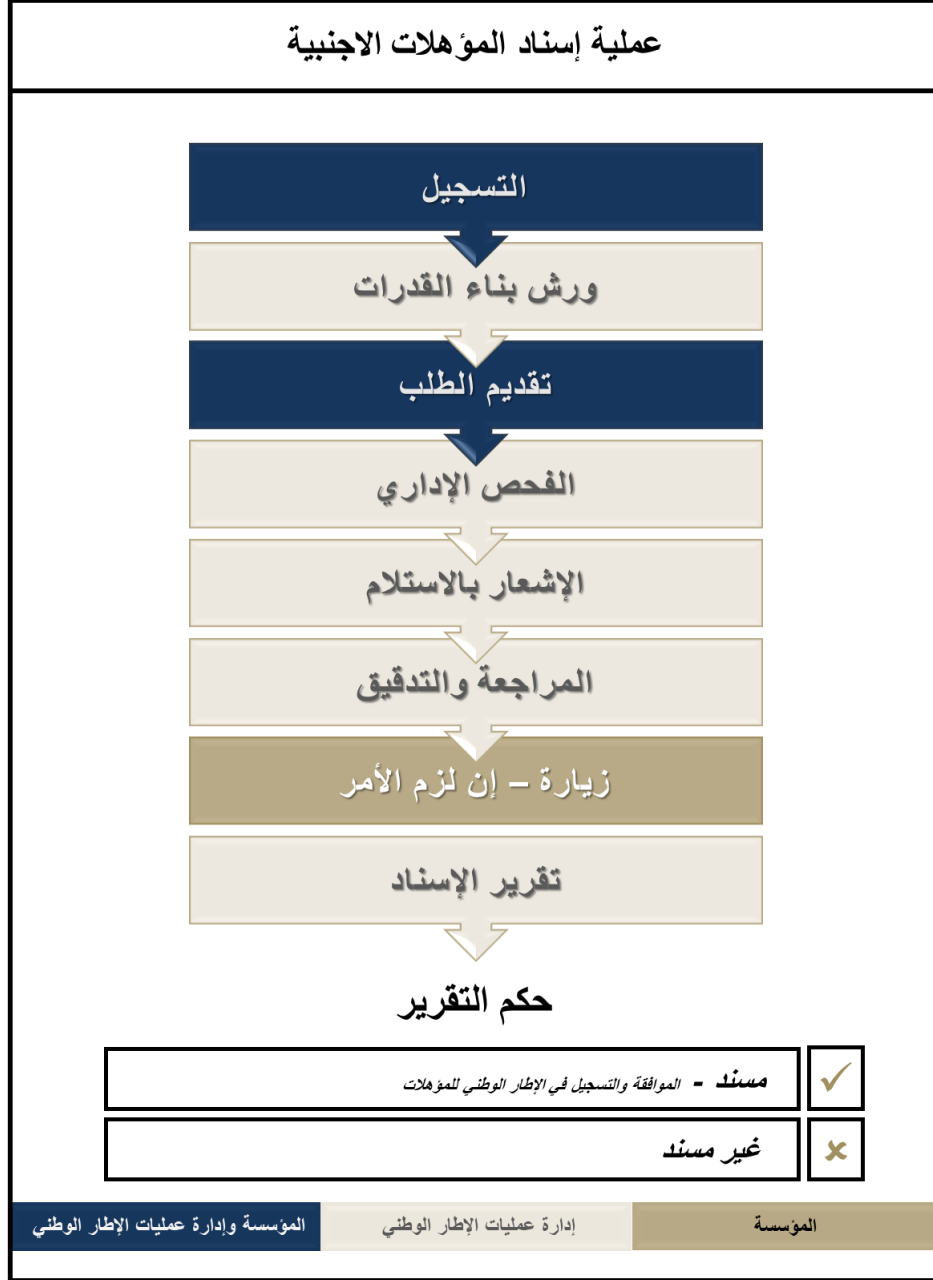 عملية إسناد المؤهلات الاجنبية
التسجيل
ورش بناء القدرات
تقديم الطلب
الفحص الإداري
الإشعار بالاستلام
المراجعة والتدقيق
زيارة – إن لزم الأمر
تقرير الإسناد
حكم التقرير
مسند - الموافقة والتسجيل في الإطار الوطني للمؤهلات
غير مسند
المؤسسة
إدارة عمليات الإطار الوطني
المؤسسة وإدارة عمليات الإطار الوطني